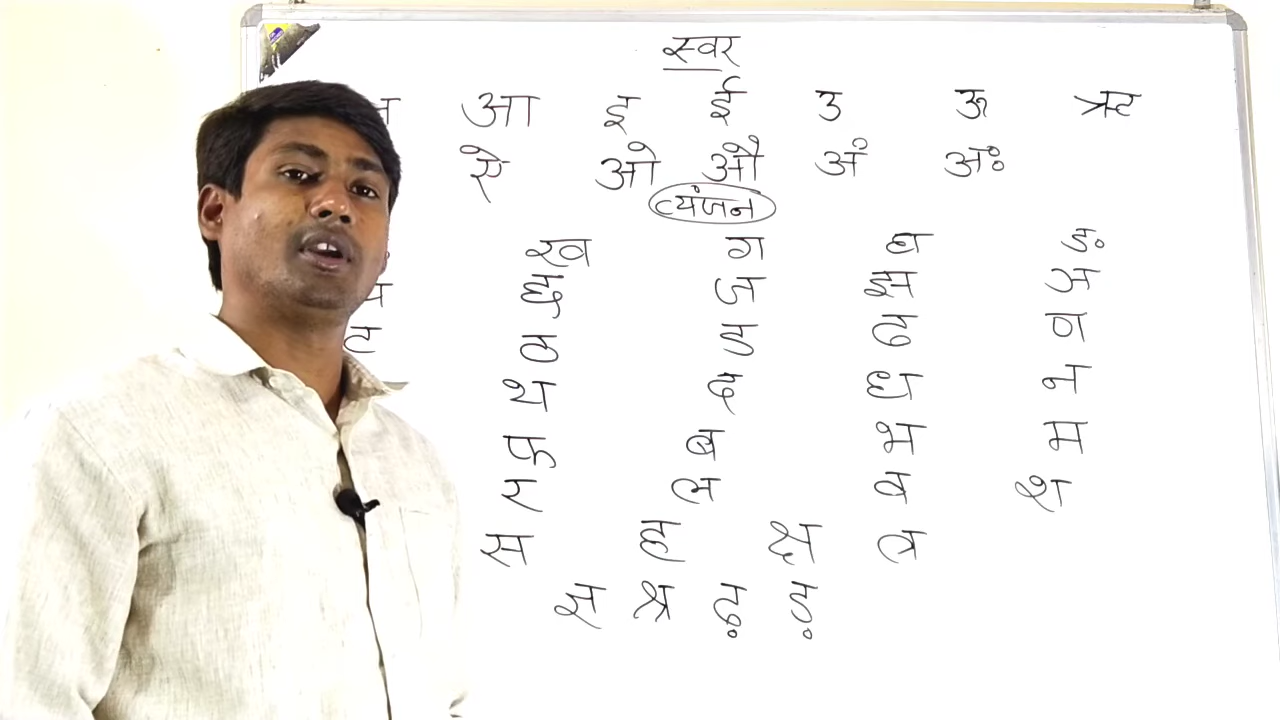 स्वर
आ इ ई उ ऊ ऋ
ऐ ओ औ अं अः
व्यंजन
ख ग घ ङ
छ ज झ ञ
ट ठ ड ढ ण
थ द ध न
फ ब भ म
र ल व श
स ह क्ष त्र
ज्ञ श्र ढ़ ड़